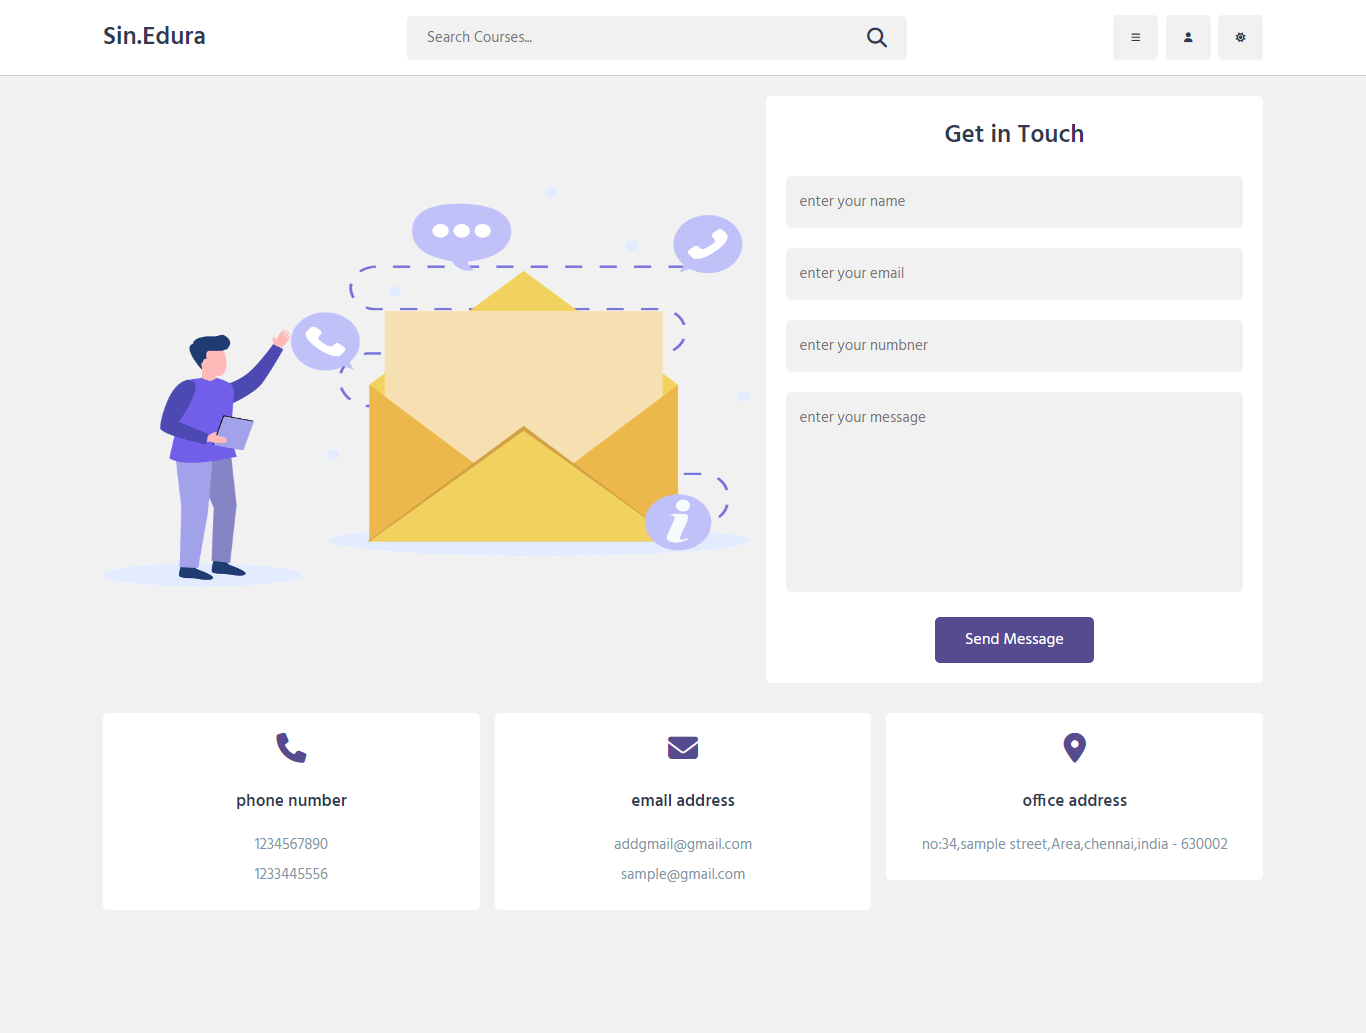 Sin.Edura
Search Courses...
Get in Touch
enter your name
enter your email
enter your numbner
enter your message
Send Message
phone number
1234567890
1233445556
email address
addgmail@gmail.com
sample@gmail.com
office address
no:34,sample street,Area,chennai,india - 630002